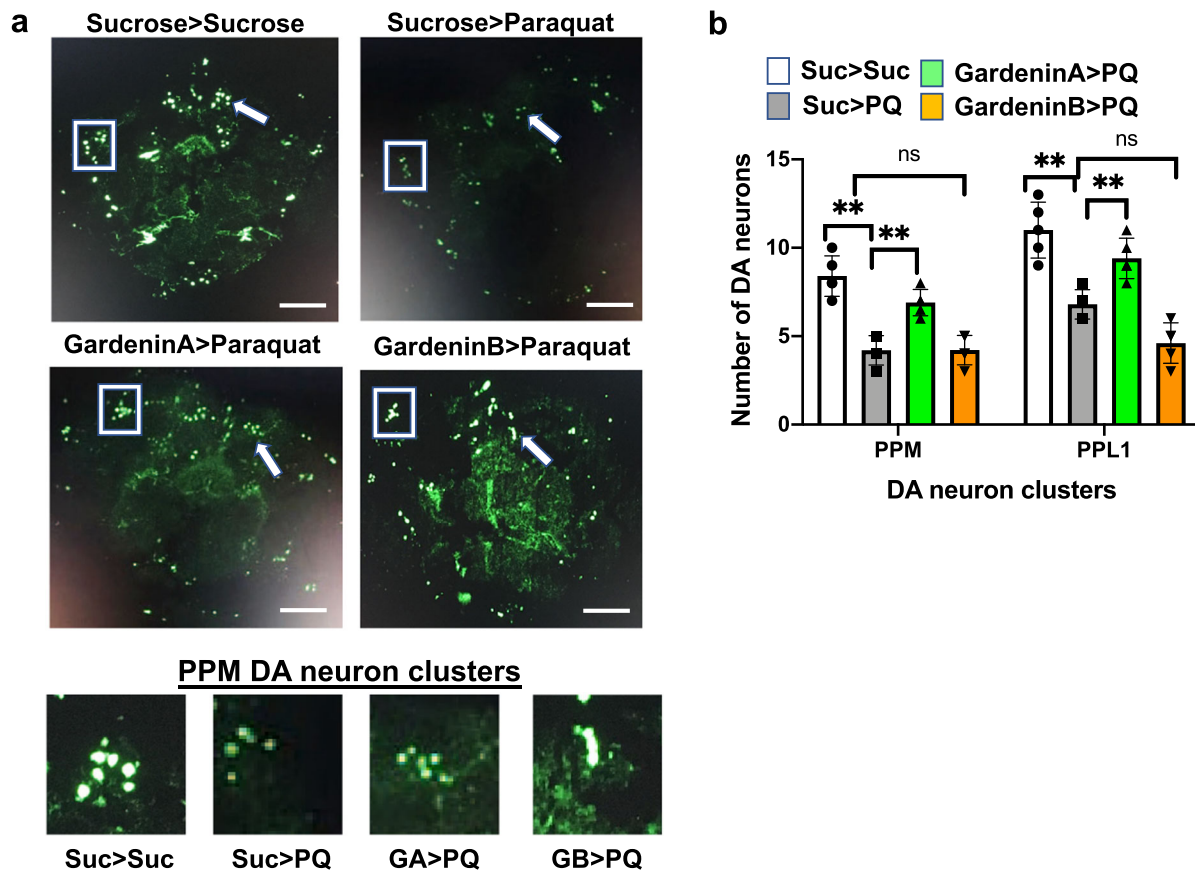 a
Sucrose>Sucrose
Sucrose>Paraquat
GardeninA>Paraquat
GardeninB>Paraquat
PPM DA neuron clusters
Suc>Suc
Suc>PQ
GA>PQ
GB>PQ
b
Suc>Suc
GardeninA>PQ
Suc>PQ
GardeninB>PQ
Number of DA neurons
15
10
5
0
**
**
ns
**
**
ns
PPM
PPL1
DA neuron clusters